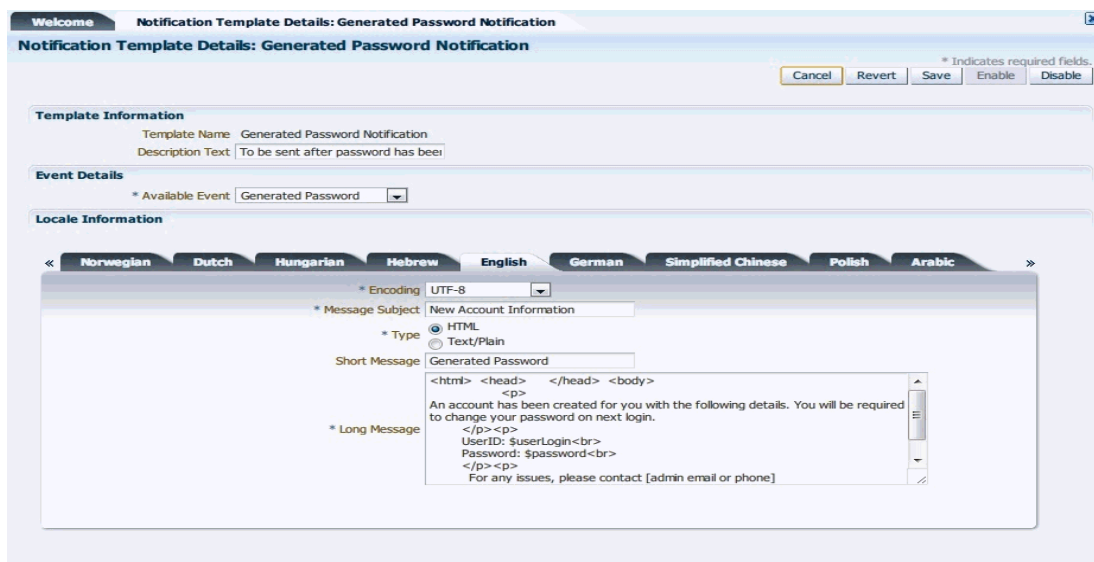 Welcome Notification Template Details: Generated Password Notification
Notification Template Details: Generated Password Notification
* Indicates required fields.
Cancel Revert Save Enable Disable
Template Information
Template Name Generated Password Notification
Description Text To be sent after password has been
Event Details
* Available Event Generated Password
Locale Information
« Norwegian Dutch Hungarian Hebrew English German Simplified Chinese Polish Arabic »
* Encoding UTF-8
* Message Subject New Account Information
* Type HTML
Text/Plain
Short Message Generated Password
* Long Message
<html> <head> </head> <body>
<p>
An account has been created for you with the following details. You will be required
to change your password on next login.
</p><p>
UserID: $userLogin<br>
Password: $password<br>
</p><p>
For any issues, please contact [admin email or phone]